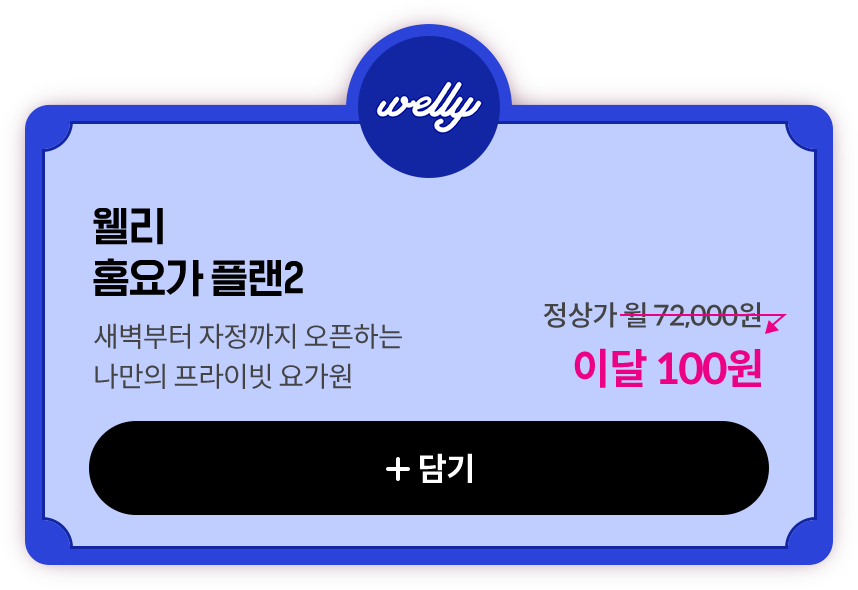 welly
웰리
홈요가 플랜2
새벽부터 자정까지 오픈하는
나만의 프라이빗 요가원
정상가 월 72,000원
이달 100원
+ 담기